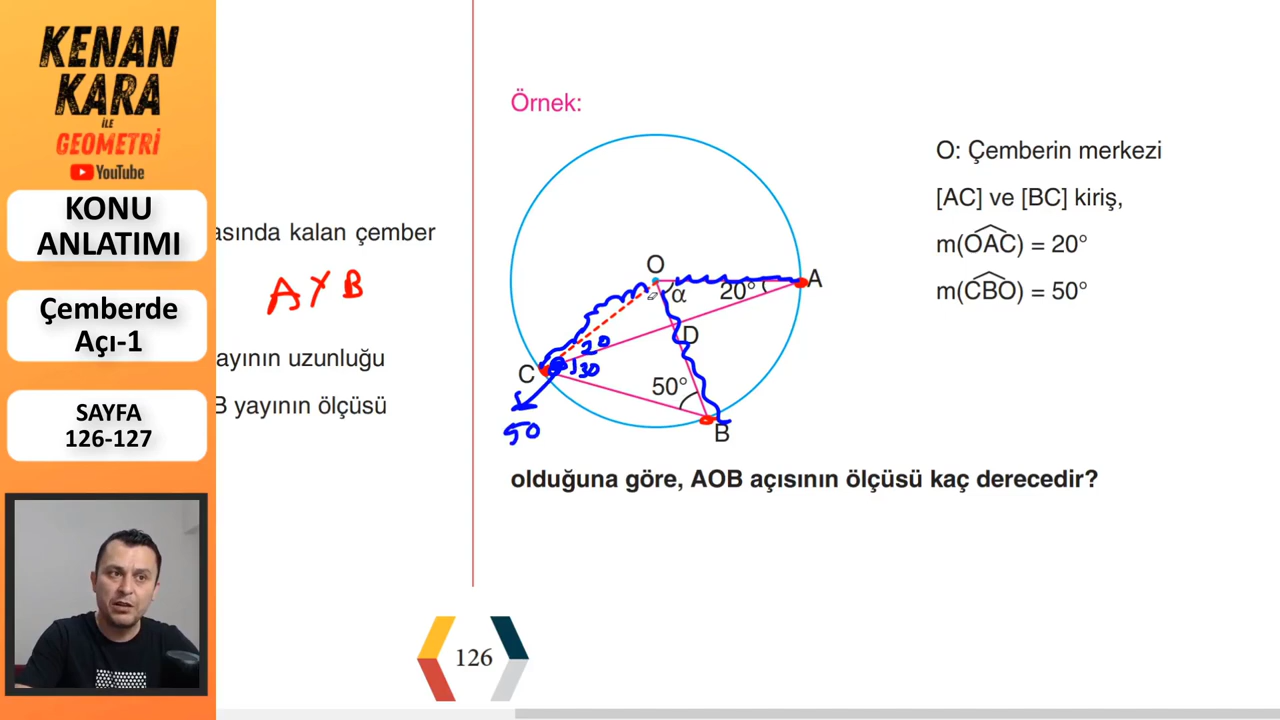 KENAN
KARA
İLE
GEOMETRİ
YouTube
KONU
ANLATIMI
Çemberde
Açı-1
SAYFA
126-127
asında kalan çember
A Y B
ayının uzunluğu
B yayının ölçüsü
Örnek:
O
A
α
20°
D
C
20
30
50°
50
B
O: Çemberin merkezi
[AC] ve [BC] kiriş,
m(OAC) = 20°
m(CBO) = 50°
olduğuna göre, AOB açısının ölçüsü kaç derecedir?
126